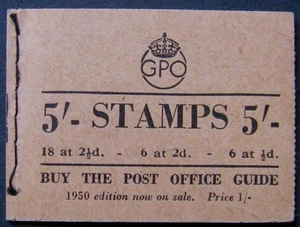 GPO
5/- STAMPS 5/-
18 at 2½d. - 6 at 2d. - 6 at ½d.
BUY THE POST OFFICE GUIDE
1950 edition now on sale. Price 1/-